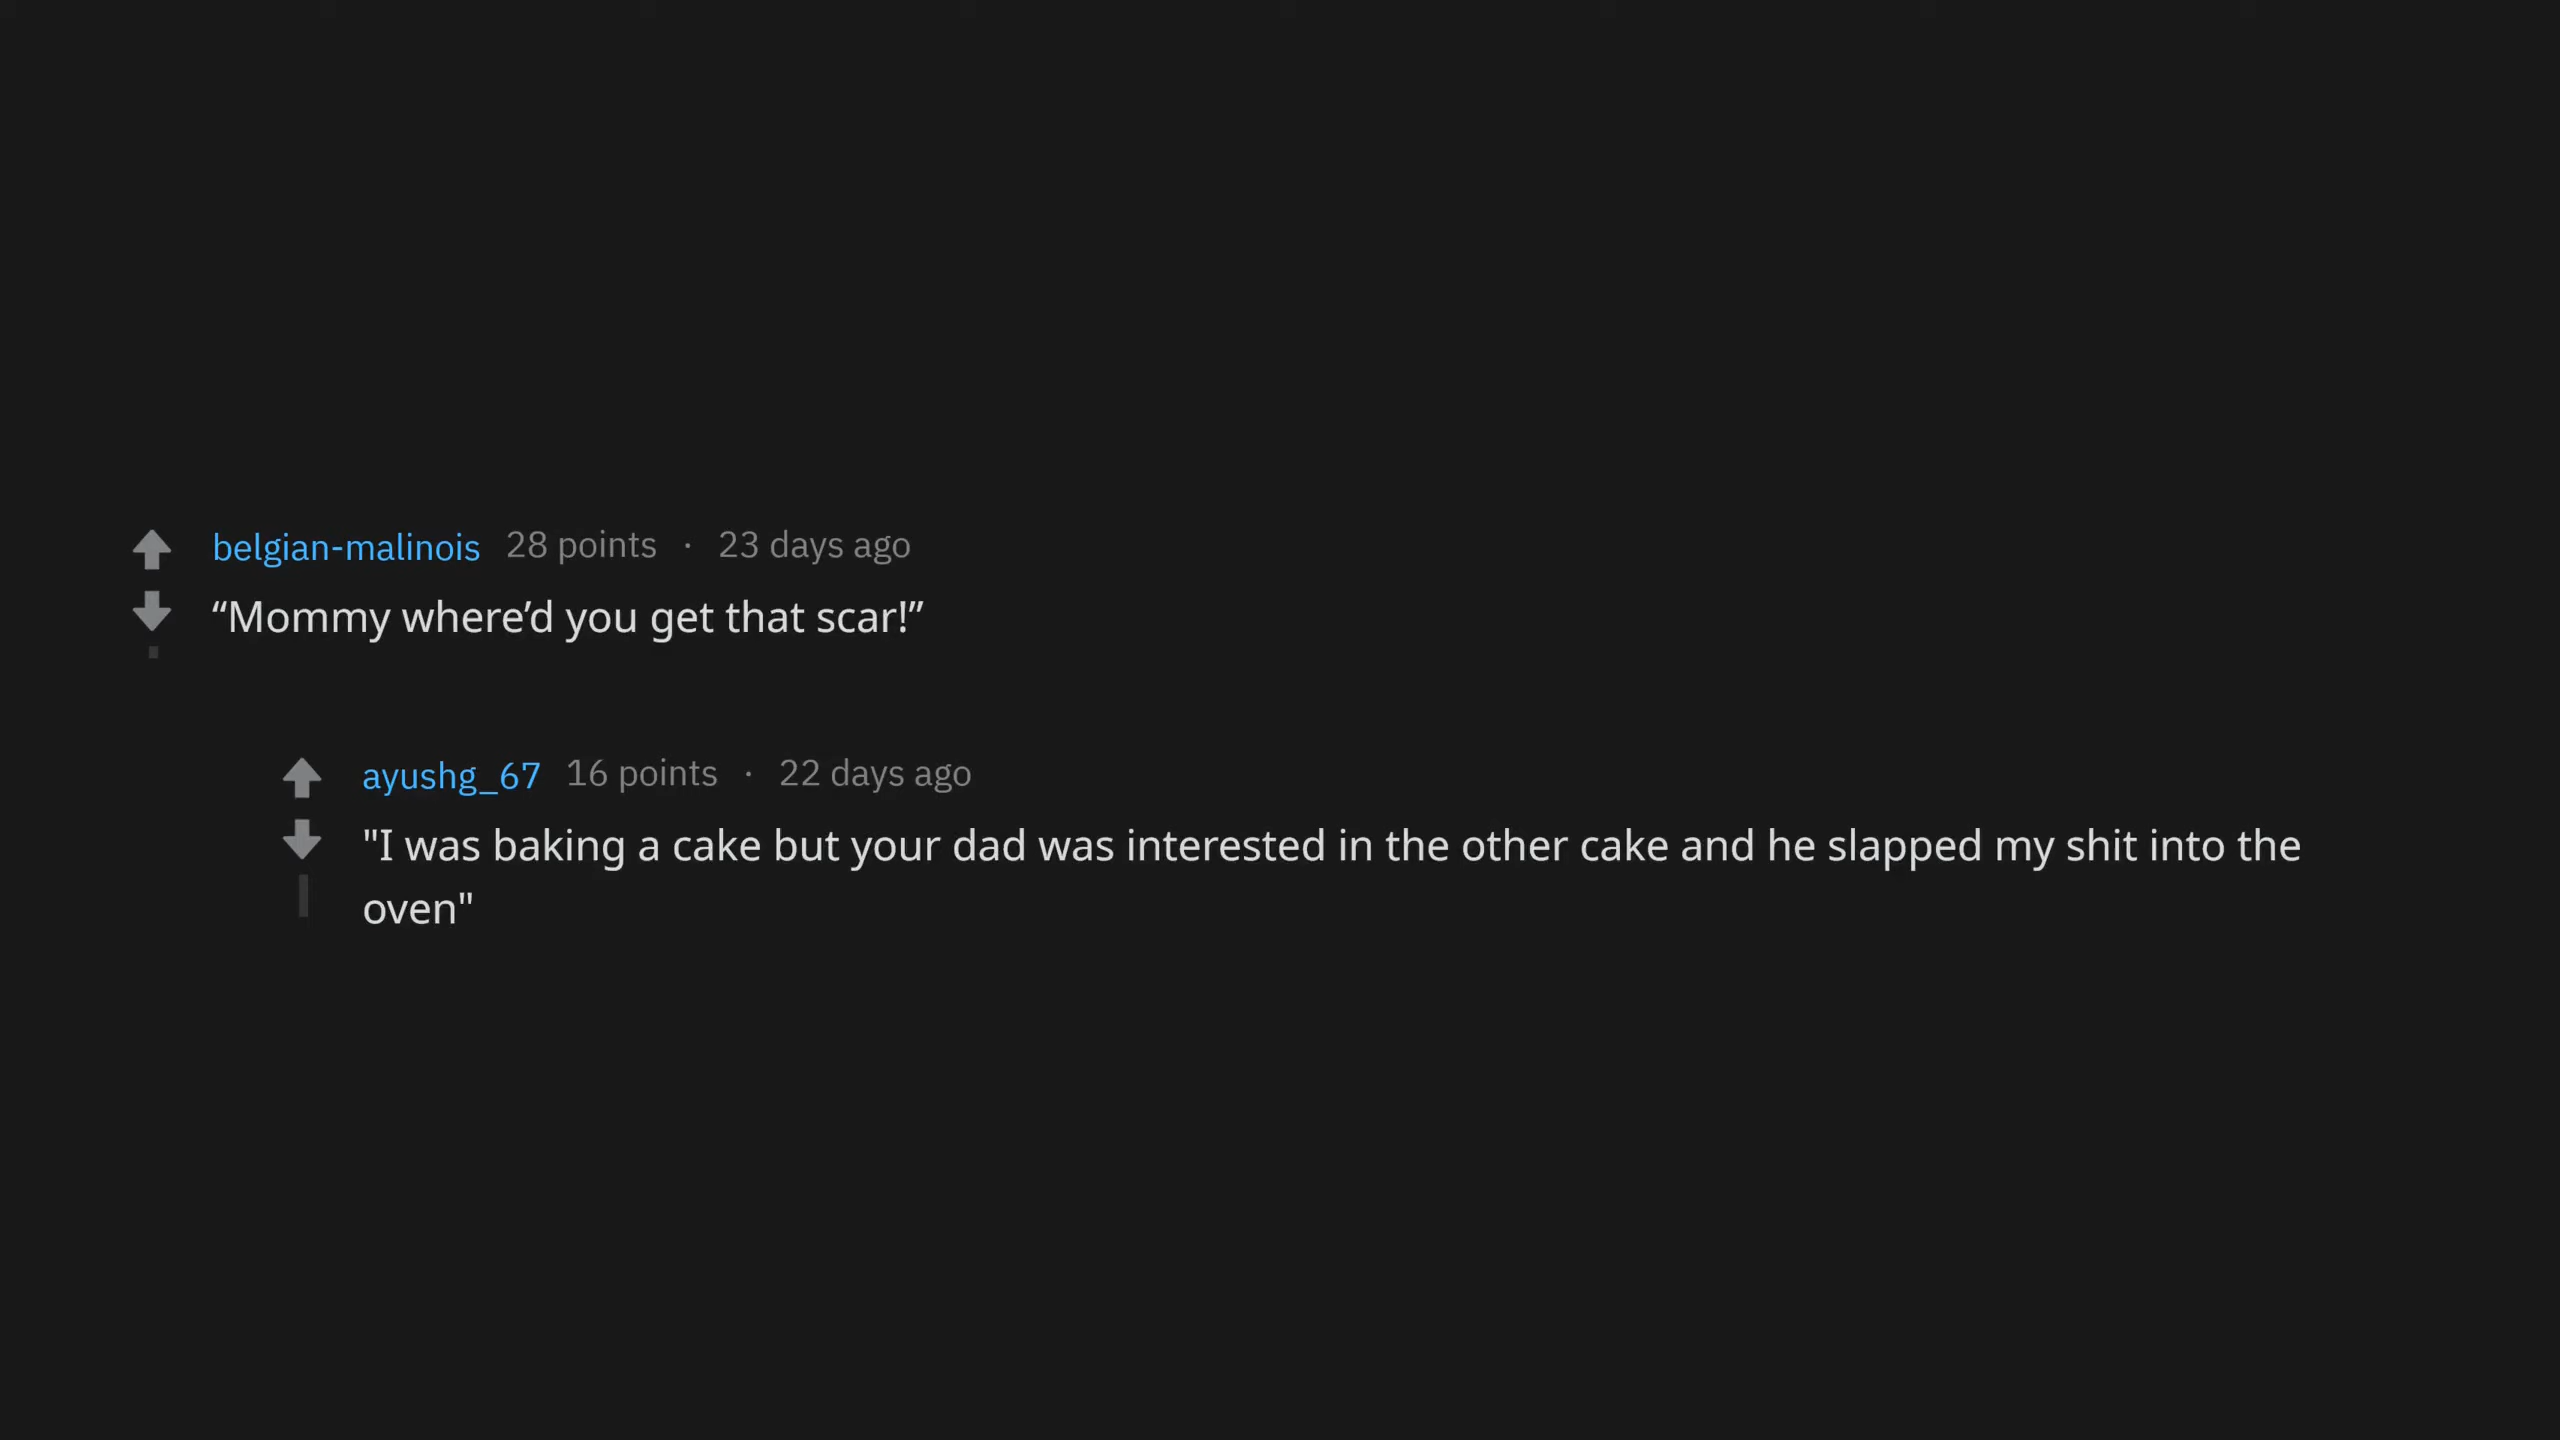 belgian-malinois 28 points · 23 days ago
“Mommy where’d you get that scar!”
ayushg_67 16 points · 22 days ago
"I was baking a cake but your dad was interested in the other cake and he slapped my shit into the
oven"